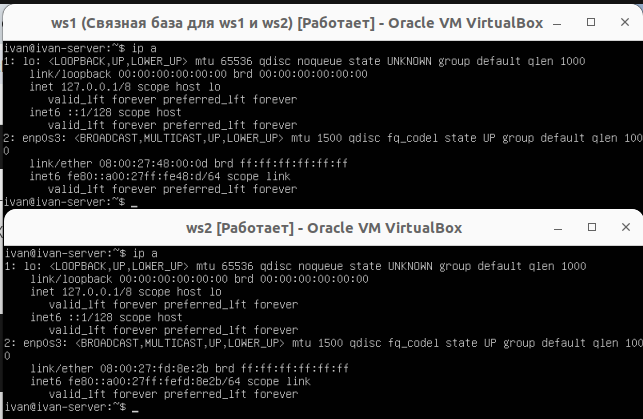 ws1 (Связная база для ws1 и ws2) [Работает] - Oracle VM VirtualBox
ivan@ivan-server:~$ ip a
1: lo: <LOOPBACK,UP,LOWER_UP> mtu 65536 qdisc noqueue state UNKNOWN group default qlen 1000
link/loopback 00:00:00:00:00:00 brd 00:00:00:00:00:00
inet 127.0.0.1/8 scope host lo
valid_lft forever preferred_lft forever
inet6 ::1/128 scope host
valid_lft forever preferred_lft forever
2: enp0s3: <BROADCAST,MULTICAST,UP,LOWER_UP> mtu 1500 qdisc fq_codel state UP group default qlen 100
0
link/ether 08:00:27:48:00:0d brd ff:ff:ff:ff:ff:ff
inet6 fe80::a00:27ff:fe48:d/64 scope link
valid_lft forever preferred_lft forever
ivan@ivan-server:~$ _
ws2 [Работает] - Oracle VM VirtualBox
ivan@ivan-server:~$ ip a
1: lo: <LOOPBACK,UP,LOWER_UP> mtu 65536 qdisc noqueue state UNKNOWN group default qlen 1000
link/loopback 00:00:00:00:00:00 brd 00:00:00:00:00:00
inet 127.0.0.1/8 scope host lo
valid_lft forever preferred_lft forever
inet6 ::1/128 scope host
valid_lft forever preferred_lft forever
2: enp0s3: <BROADCAST,MULTICAST,UP,LOWER_UP> mtu 1500 qdisc fq_codel state UP group default qlen 100
0
link/ether 08:00:27:fd:8e:2b brd ff:ff:ff:ff:ff:ff
inet6 fe80::a00:27ff:fefd:8e2b/64 scope link
valid_lft forever preferred_lft forever
ivan@ivan-server:~$ _